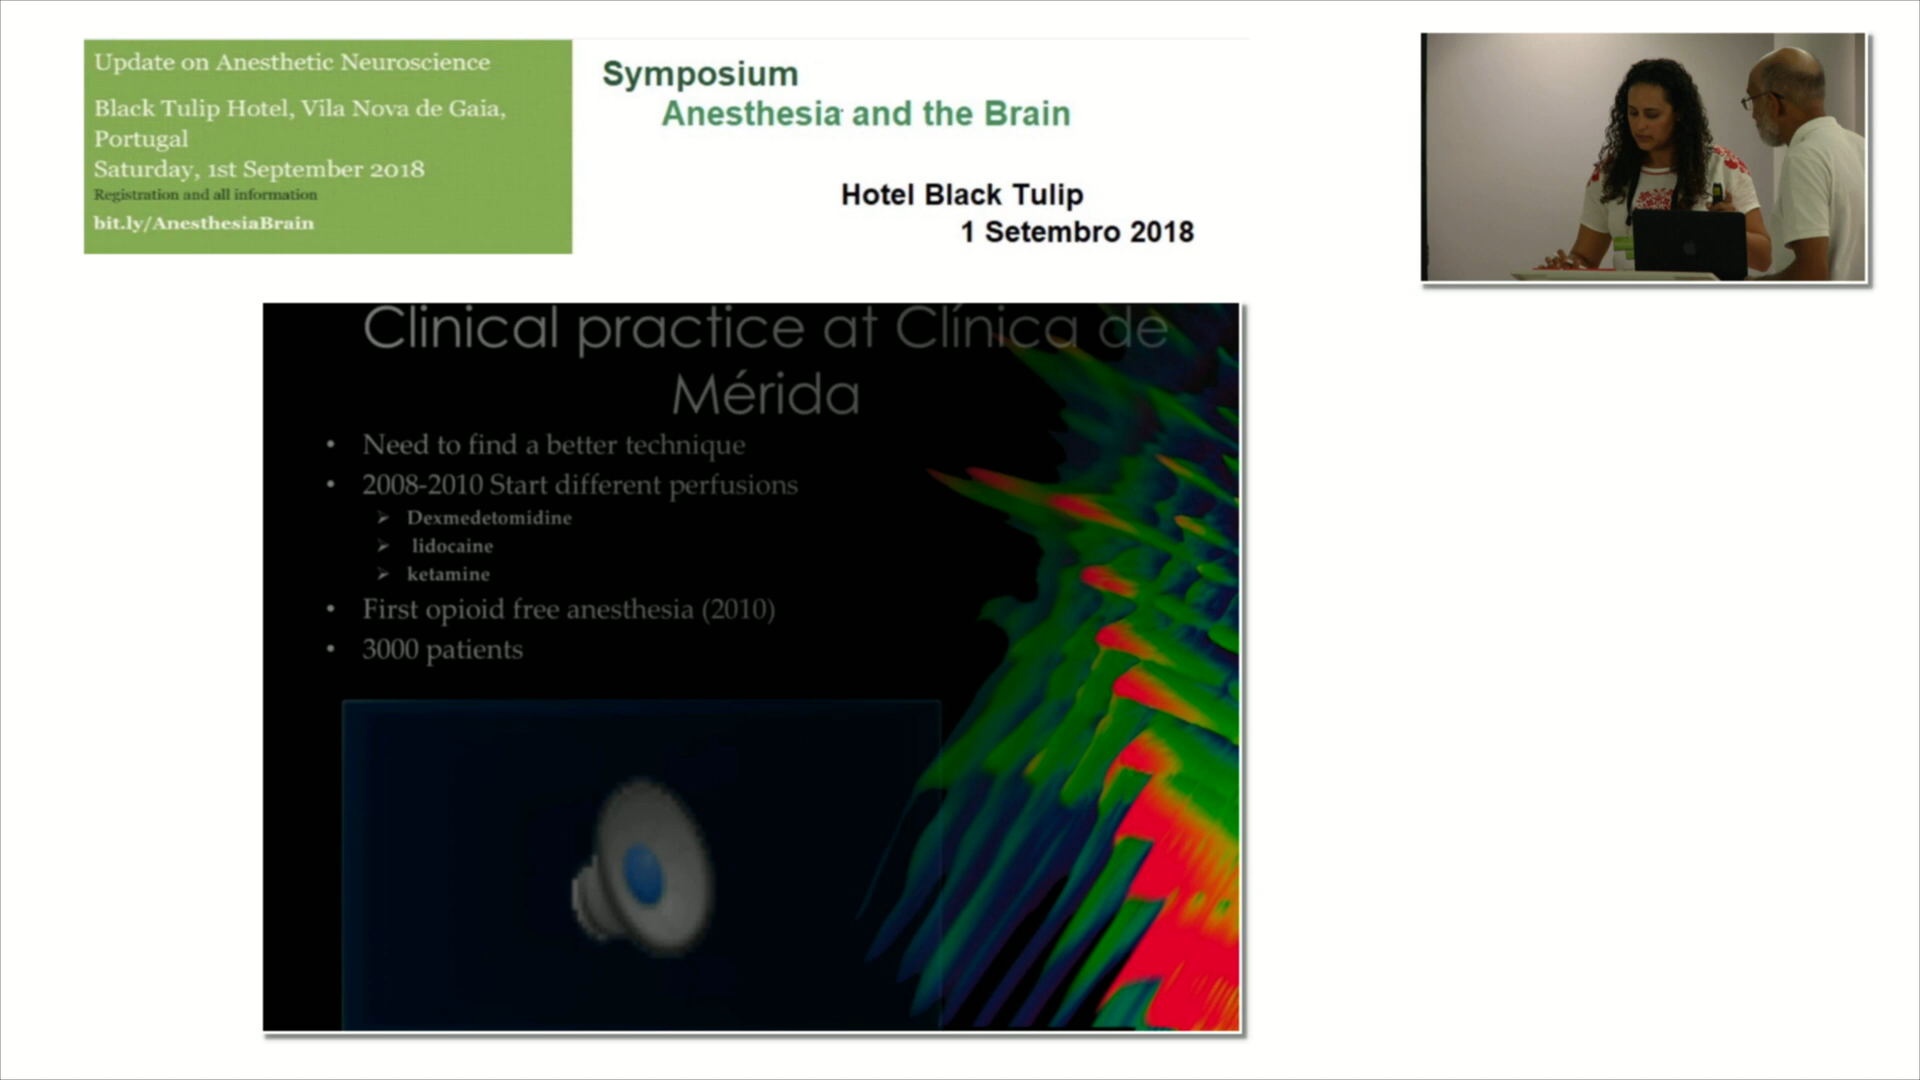 Update on Anesthetic Neuroscience
Black Tulip Hotel, Vila Nova de Gaia,
Portugal
Saturday, 1st September 2018
Registration and all information
bit.ly/AnesthesiaBrain
Symposium
Anesthesia and the Brain
Hotel Black Tulip
1 Setembro 2018
Clinical practice at Clínica de
Mérida
• Need to find a better technique
• 2008-2010 Start different perfusions
➢ Dexmedetomidine
➢ lidocaine
➢ ketamine
• First opioid free anesthesia (2010)
• 3000 patients